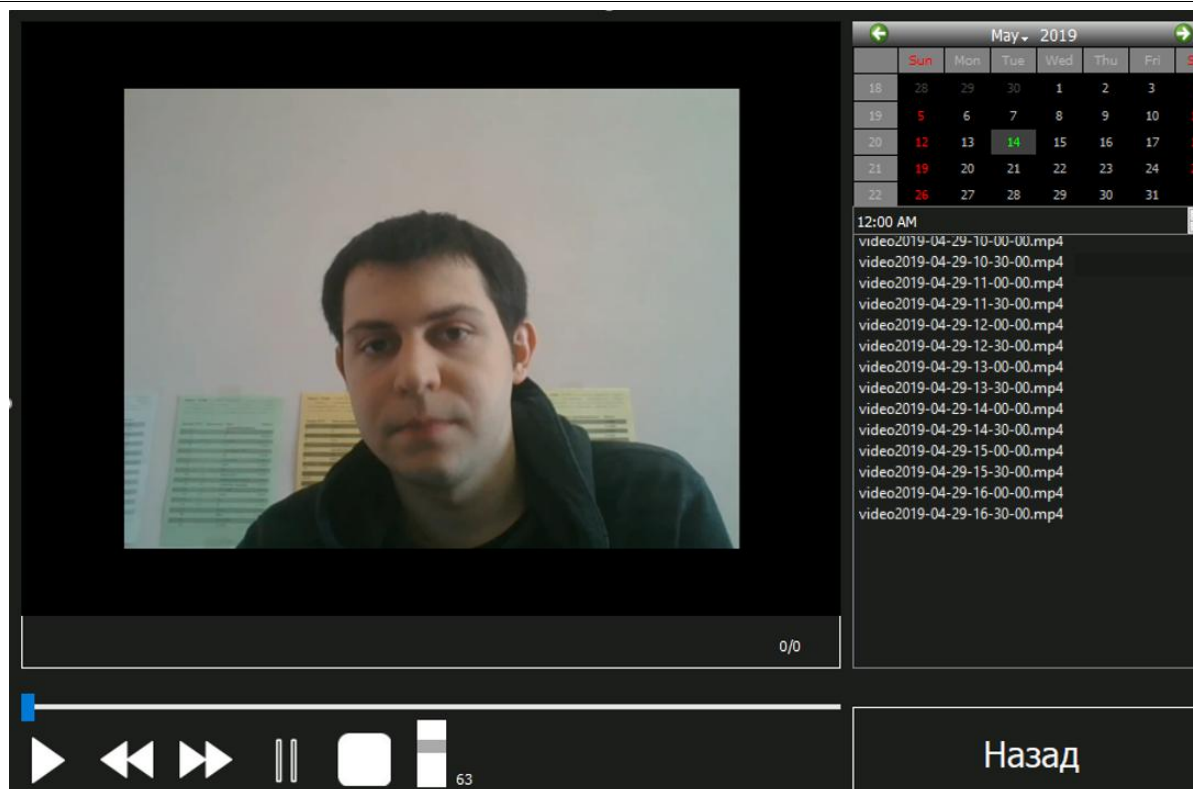 May 2019
Sun Mon Tue Wed Thu Fri
18 28 29 30 1 2 3
19 5 6 7 8 9 10
20 12 13 14 15 16 17
21 19 20 21 22 23 24
22 26 27 28 29 30 31
12:00 AM
video2019-04-29-10-00-00.mp4
video2019-04-29-10-30-00.mp4
video2019-04-29-11-00-00.mp4
video2019-04-29-11-30-00.mp4
video2019-04-29-12-00-00.mp4
video2019-04-29-12-30-00.mp4
video2019-04-29-13-00-00.mp4
video2019-04-29-13-30-00.mp4
video2019-04-29-14-00-00.mp4
video2019-04-29-14-30-00.mp4
video2019-04-29-15-00-00.mp4
video2019-04-29-15-30-00.mp4
video2019-04-29-16-00-00.mp4
video2019-04-29-16-30-00.mp4
0/0
63
Назад